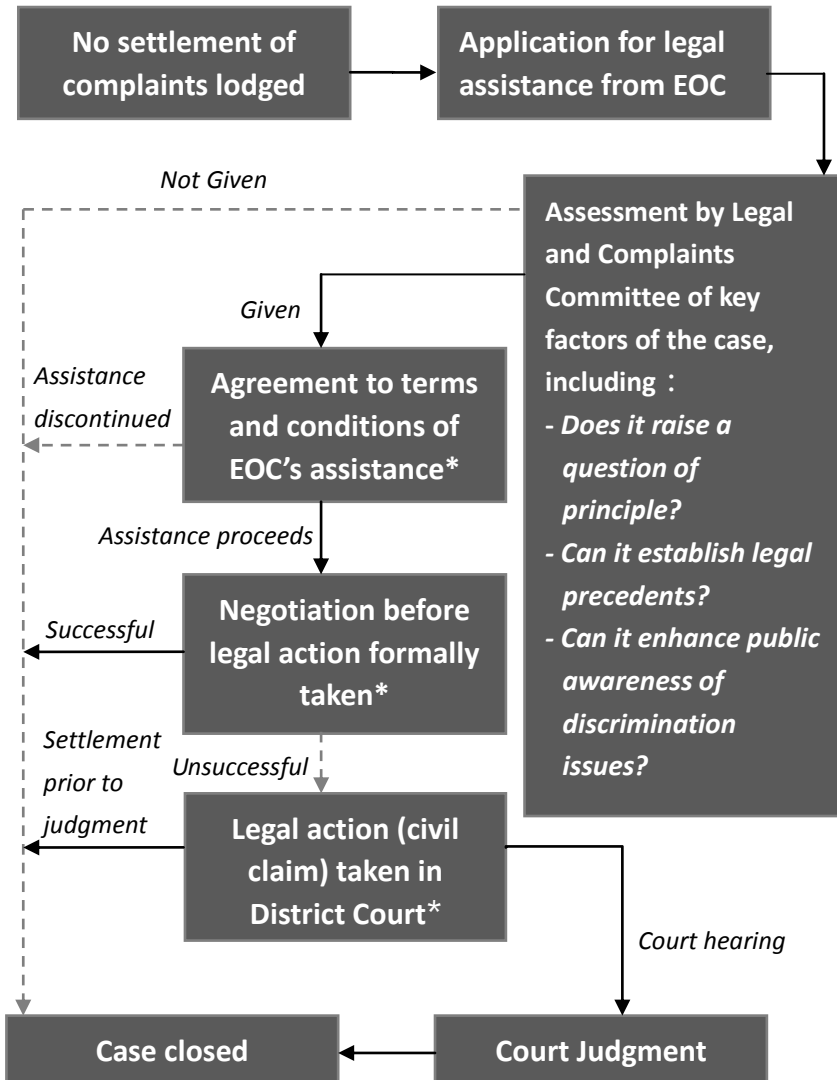 No settlement of
complaints lodged
Application for legal
assistance from EOC
Not Given
Assessment by Legal
and Complaints
Committee of key
factors of the case,
including：
- Does it raise a
question of
principle?
- Can it establish legal
precedents?
- Can it enhance public
awareness of
discrimination
issues?
Given
Assistance
discontinued
Agreement to terms
and conditions of
EOC’s assistance*
Assistance proceeds
Successful
Negotiation before
legal action formally
taken*
Settlement
prior to
judgment
Unsuccessful
Legal action (civil
claim) taken in
District Court*
Court hearing
Case closed
Court Judgment